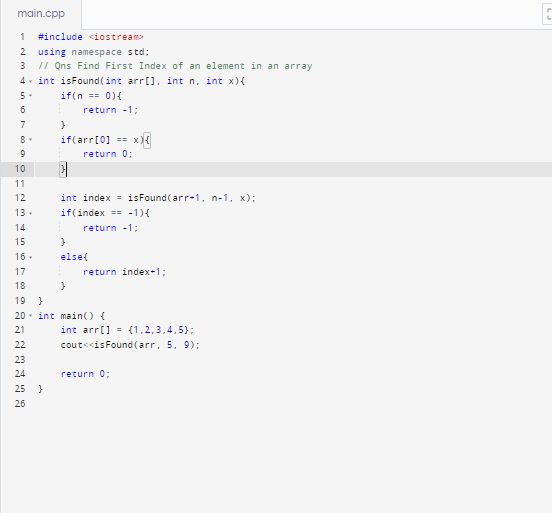 main.cpp
1 #include <iostream>
2 using namespace std;
3 // Qns Find First Index of an element in an array
4 int isFound(int arr[], int n, int x){
5 if(n == 0){
6 return -1;
7 }
8 if(arr[0] == x){
9 return 0;
10 }
11
12 int index = isFound(arr+1, n-1, x);
13 if(index == -1){
14 return -1;
15 }
16 else{
17 return index+1;
18 }
19 }
20 int main() {
21 int arr[] = {1,2,3,4,5};
22 cout<<isFound(arr, 5, 9);
23
24 return 0;
25 }
26